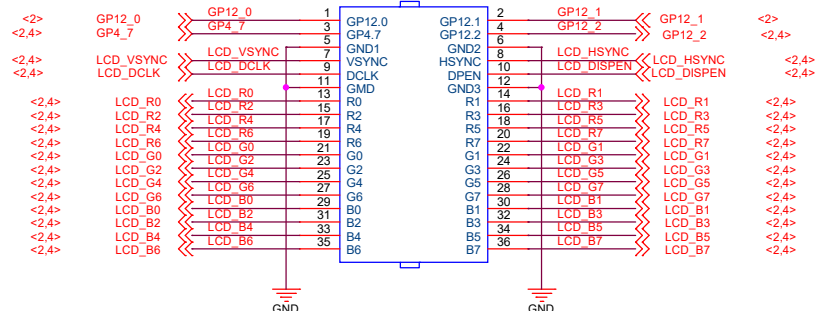 <2> GP12_0 GP12_0 1 GP12.0 GP12.1 2 GP12_1 GP12_1 <2>
<2,4> GP4_7 GP4_7 3 GP4.7 GP12.2 4 GP12_2 GP12_2 <2,4>
5 GND1 GND2 6
<2,4> LCD_VSYNC LCD_VSYNC 7 VSYNC HSYNC 8 LCD_HSYNC LCD_HSYNC <2,4>
<2,4> LCD_DCLK LCD_DCLK 9 DCLK DPEN 10 LCD_DISPEN LCD_DISPEN <2,4>
11 GMD GND3 12
<2,4> LCD_R0 LCD_R0 13 R0 R1 14 LCD_R1 LCD_R1 <2,4>
<2,4> LCD_R2 LCD_R2 15 R2 R3 16 LCD_R3 LCD_R3 <2,4>
<2,4> LCD_R4 LCD_R4 17 R4 R5 18 LCD_R5 LCD_R5 <2,4>
<2,4> LCD_R6 LCD_R6 19 R6 R7 20 LCD_R7 LCD_R7 <2,4>
<2,4> LCD_G0 LCD_G0 21 G0 G1 22 LCD_G1 LCD_G1 <2,4>
<2,4> LCD_G2 LCD_G2 23 G2 G3 24 LCD_G3 LCD_G3 <2,4>
<2,4> LCD_G4 LCD_G4 25 G4 G5 26 LCD_G5 LCD_G5 <2,4>
<2,4> LCD_G6 LCD_G6 27 G6 G7 28 LCD_G7 LCD_G7 <2,4>
<2,4> LCD_B0 LCD_B0 29 B0 B1 30 LCD_B1 LCD_B1 <2,4>
<2,4> LCD_B2 LCD_B2 31 B2 B3 32 LCD_B3 LCD_B3 <2,4>
<2,4> LCD_B4 LCD_B4 33 B4 B5 34 LCD_B5 LCD_B5 <2,4>
<2,4> LCD_B6 LCD_B6 35 B6 B7 36 LCD_B7 LCD_B7 <2,4>
GND GND